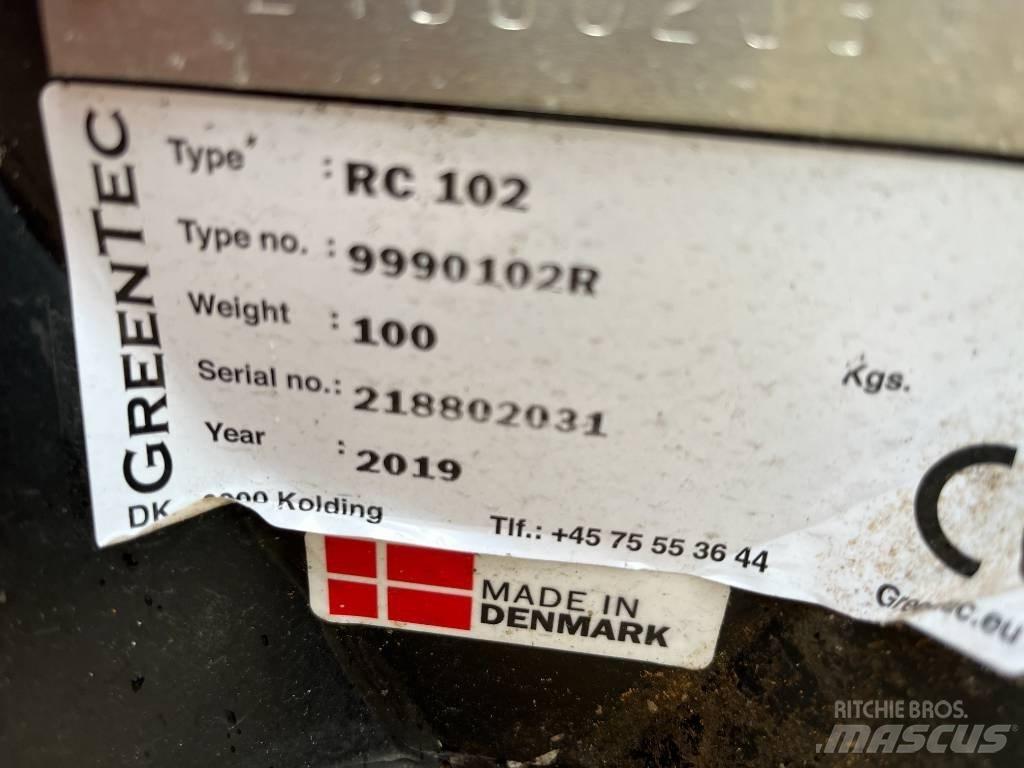 GREENTEC
Type : RC 102
Type no. : 9990102R
Weight : 100 Kgs.
Serial no.: 218802031
Year : 2019
DK Kolding Tlf.: +45 75 55 36 44
MADE IN
DENMARK
RITCHIE BROS.
MASCUS